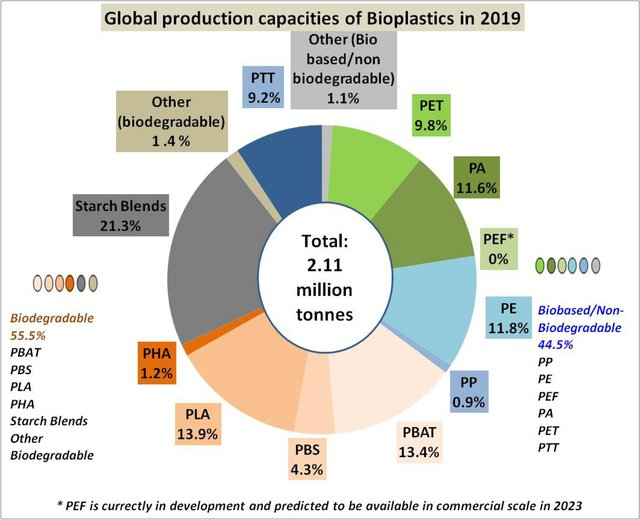 Global production capacities of Bioplastics in 2019
Other (Bio
based/non
biodegradable)
1.1%
PTT
9.2%
PET
9.8%
Other
(biodegradable)
1 .4 %
PA
11.6%
Starch Blends
21.3%
PEF*
0%
Total:
2.11
million
tonnes
PE
11.8%
Biodegradable
55.5%
PBAT
PBS
PLA
PHA
Starch Blends
Other
Biodegradable
Biobased/Non-
Biodegradable
44.5%
PP
PE
PEF
PA
PET
PTT
PHA
1.2%
PP
0.9%
PLA
13.9%
PBS
4.3%
PBAT
13.4%
* PEF is currectly in development and predicted to be available in commercial scale in 2023